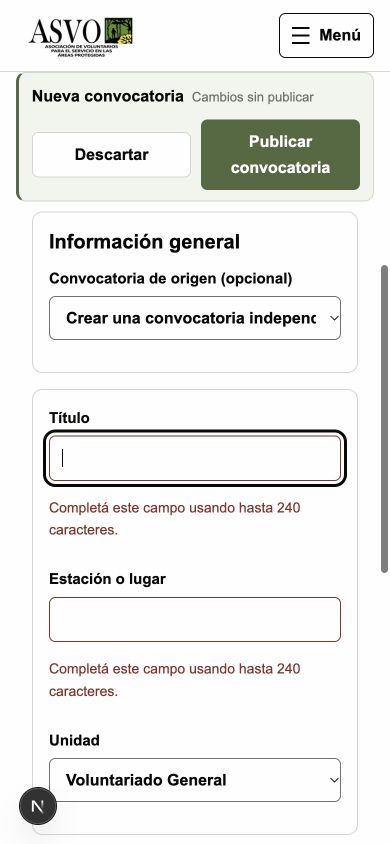 ASVO
ASOCIACIÓN DE VOLUNTARIOS
PARA EL SERVICIO EN LAS
ÁREAS PROTEGIDAS
Menú
Nueva convocatoria Cambios sin publicar
Descartar
Publicar
convocatoria
Información general
Convocatoria de origen (opcional)
Crear una convocatoria independ
Título
Completá este campo usando hasta 240
caracteres.
Estación o lugar
Completá este campo usando hasta 240
caracteres.
Unidad
Voluntariado General
N